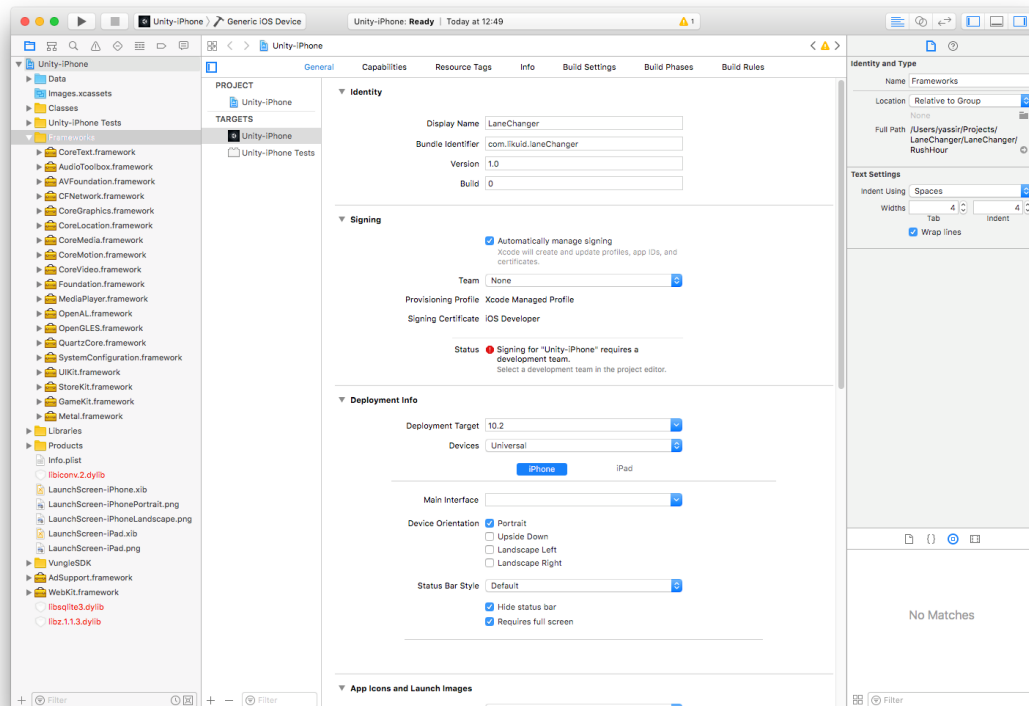 Unity-iPhone
Generic iOS Device
Unity-iPhone: Ready | Today at 12:49
1
Unity-iPhone
Data
Images.xcassets
Classes
Unity-iPhone Tests
Frameworks
CoreText.framework
AudioToolbox.framework
AVFoundation.framework
CFNetwork.framework
CoreGraphics.framework
CoreLocation.framework
CoreMedia.framework
CoreMotion.framework
CoreVideo.framework
Foundation.framework
MediaPlayer.framework
OpenAL.framework
OpenGLES.framework
QuartzCore.framework
SystemConfiguration.framework
UIKit.framework
StoreKit.framework
GameKit.framework
Metal.framework
Libraries
Products
Info.plist
libiconv.2.dylib
LaunchScreen-iPhone.xib
LaunchScreen-iPhonePortrait.png
LaunchScreen-iPhoneLandscape.png
LaunchScreen-iPad.xib
LaunchScreen-iPad.png
VungleSDK
AdSupport.framework
WebKit.framework
libsqlite3.dylib
libz.1.1.3.dylib
Filter
Unity-iPhone
General Capabilities Resource Tags Info Build Settings Build Phases Build Rules
PROJECT
Unity-iPhone
TARGETS
Unity-iPhone
Unity-iPhone Tests
Filter
Identity
Display Name LaneChanger
Bundle Identifier com.likuid.laneChanger
Version 1.0
Build 0
Signing
Automatically manage signing
Xcode will create and update profiles, app IDs, and
certificates.
Team None
Provisioning Profile Xcode Managed Profile
Signing Certificate iOS Developer
Status Signing for "Unity-iPhone" requires a
development team.
Select a development team in the project editor.
Deployment Info
Deployment Target 10.2
Devices Universal
iPhone iPad
Main Interface
Device Orientation Portrait
Upside Down
Landscape Left
Landscape Right
Status Bar Style Default
Hide status bar
Requires full screen
App Icons and Launch Images
Identity and Type
Name Frameworks
Location Relative to Group
None
Full Path /Users/yassir/Projects/
LaneChanger/LaneChanger/
RushHour
Text Settings
Indent Using Spaces
Widths 4 4
Tab Indent
Wrap lines
No Matches
Filter